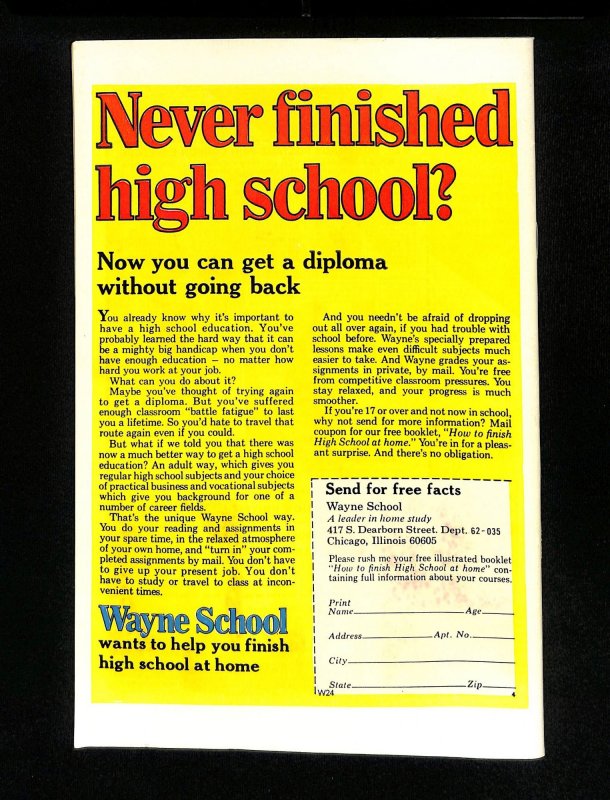 Never finished
high school?
Now you can get a diploma
without going back
You already know why it's important to
have a high school education. You've
probably learned the hard way that it can
be a mighty big handicap when you don't
have enough education – no matter how
hard you work at your job.
What can you do about it?
Maybe you've thought of trying again
to get a diploma. But you've suffered
enough classroom "battle fatigue" to last
you a lifetime. So you'd hate to travel that
route again even if you could.
But what if we told you that there was
now a much better way to get a high school
education? An adult way, which gives you
regular high school subjects and your choice
of practical business and vocational subjects
which give you background for one of a
number of career fields.
That's the unique Wayne School way.
You do your reading and assignments in
your spare time, in the relaxed atmosphere
of your own home, and "turn in" your com-
pleted assignments by mail. You don't have
to give up your present job. You don't
have to study or travel to class at incon-
venient times.
Wayne School
wants to help you finish
high school at home
And you needn't be afraid of dropping
out all over again, if you had trouble with
school before. Wayne's specially prepared
lessons make even difficult subjects much
easier to take. And Wayne grades your as-
signments in private, by mail. You're free
from competitive classroom pressures. You
stay relaxed, and your progress is much
smoother.
If you're 17 or over and not now in school,
why not send for more information? Mail
coupon for our free booklet, "How to finish
High School at home." You're in for a pleas-
ant surprise. And there's no obligation.
Send for free facts
Wayne School
A leader in home study
417 S. Dearborn Street. Dept. 62-035
Chicago, Illinois 60605
Please rush me your free illustrated booklet
"How to finish High School at home" con-
taining full information about your courses.
Print
Name Age
Address Apt. No.
City
State Zip
W24 4